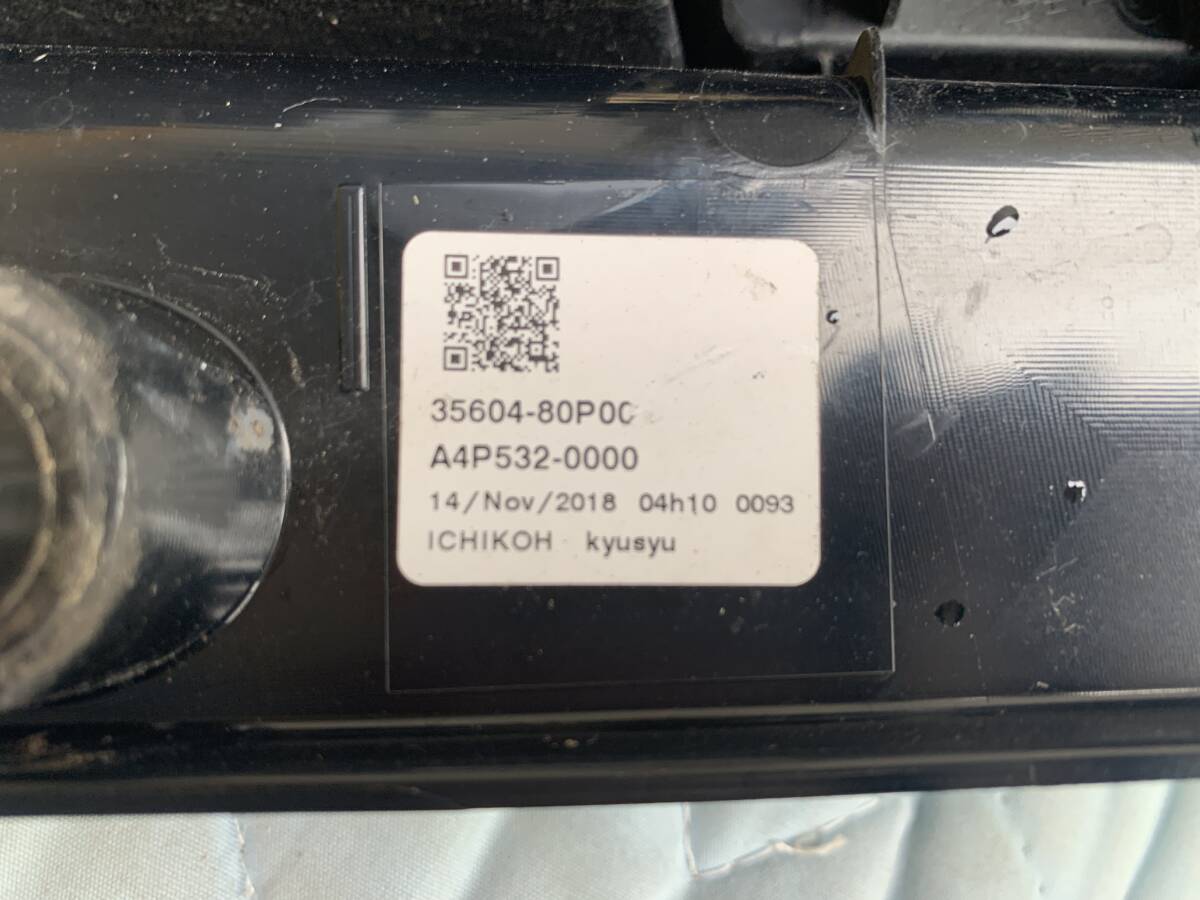 35604-80P00
A4P532-0000
14/Nov/2018 04h10 0093
ICHIKOH kyusyu